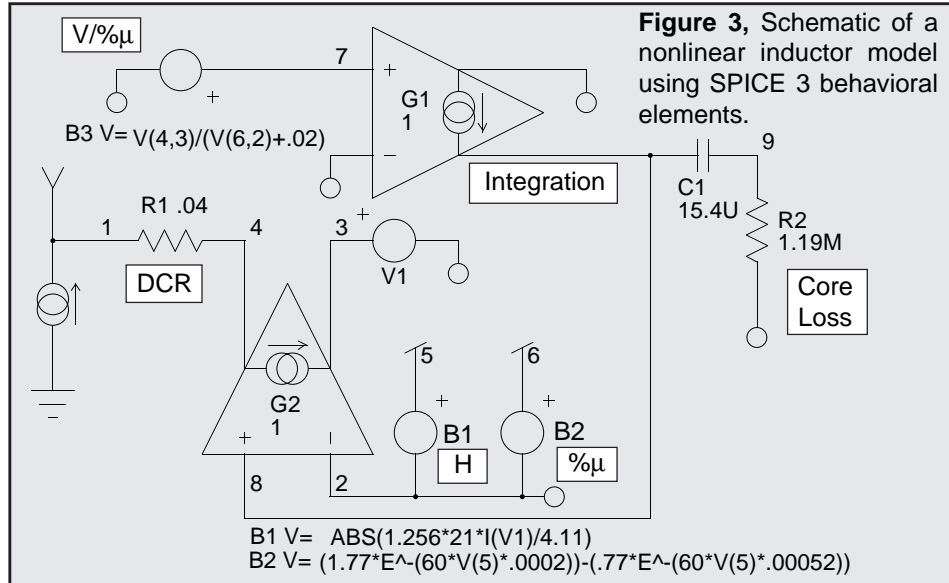 Figure 3, Schematic of a
nonlinear inductor model
using SPICE 3 behavioral
elements.
V/%μ
7
+
+
G1
1
−
B3 V= V(4,3)/(V(6,2)+.02)
Integration
9
C1
15.4U
R2
1.19M
Core
Loss
1
R1 .04
4
3
+
V1
DCR
G2
1
+
−
8
2
5
+
B1
H
6
+
B2
%μ
B1 V= ABS(1.256*21*I(V1)/4.11)
B2 V= (1.77*E^-(60*V(5)*.0002))-(.77*E^-(60*V(5)*.00052))